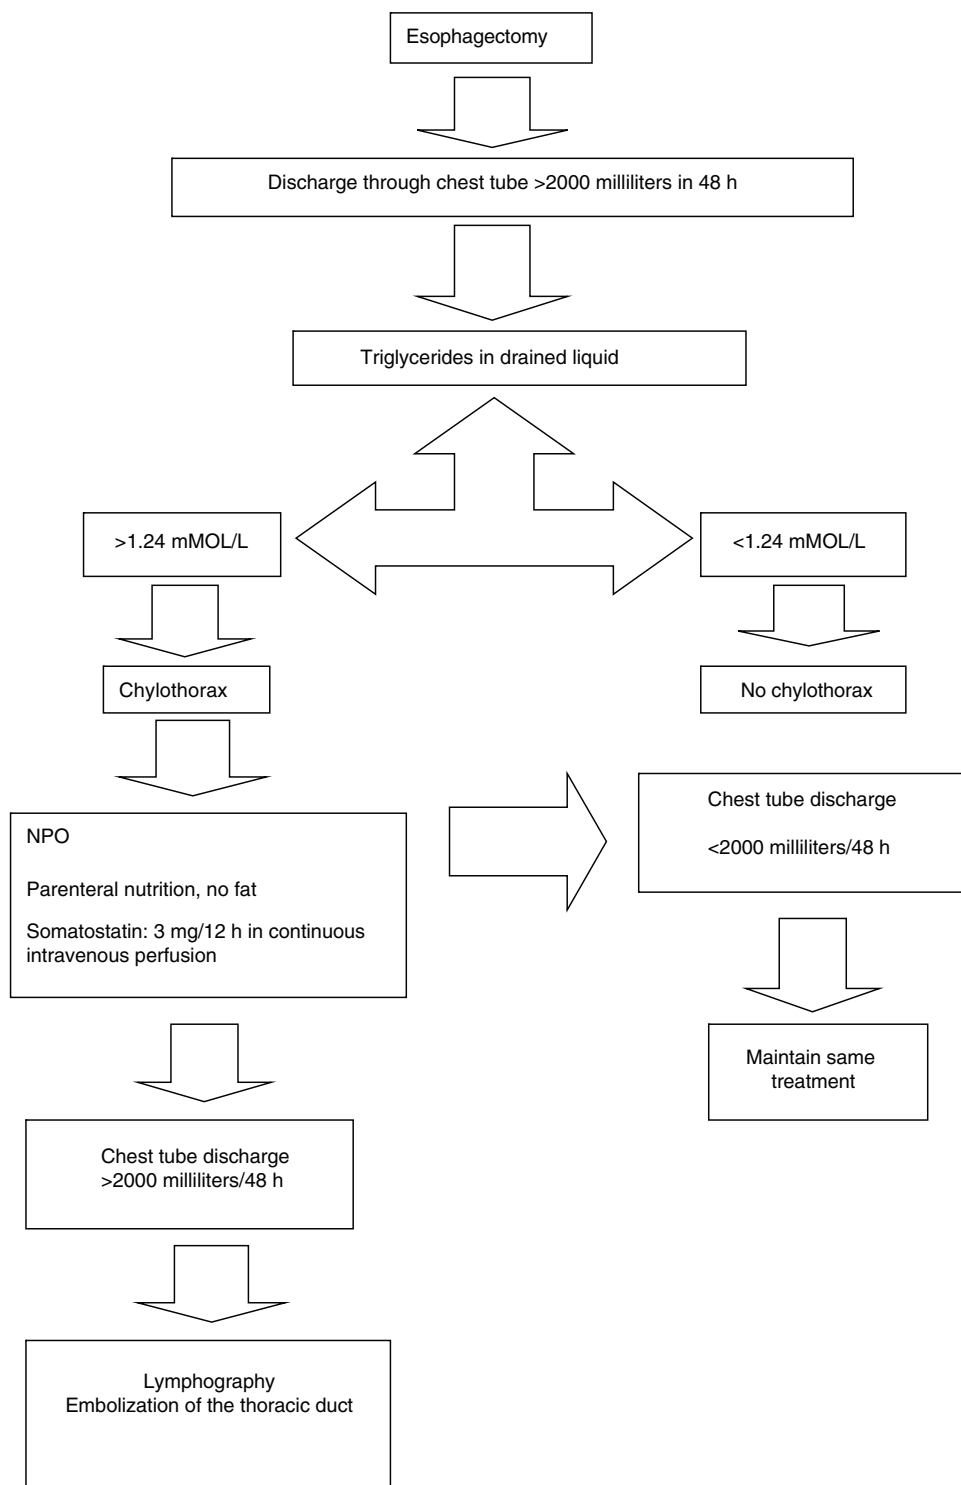 Esophagectomy
Discharge through chest tube >2000 milliliters in 48 h
Triglycerides in drained liquid
>1.24 mMOL/L
<1.24 mMOL/L
Chylothorax
No chylothorax
NPO
Parenteral nutrition, no fat
Somatostatin: 3 mg/12 h in continuous
intravenous perfusion
Chest tube discharge
<2000 milliliters/48 h
Maintain same
treatment
Chest tube discharge
>2000 milliliters/48 h
Lymphography
Embolization of the thoracic duct